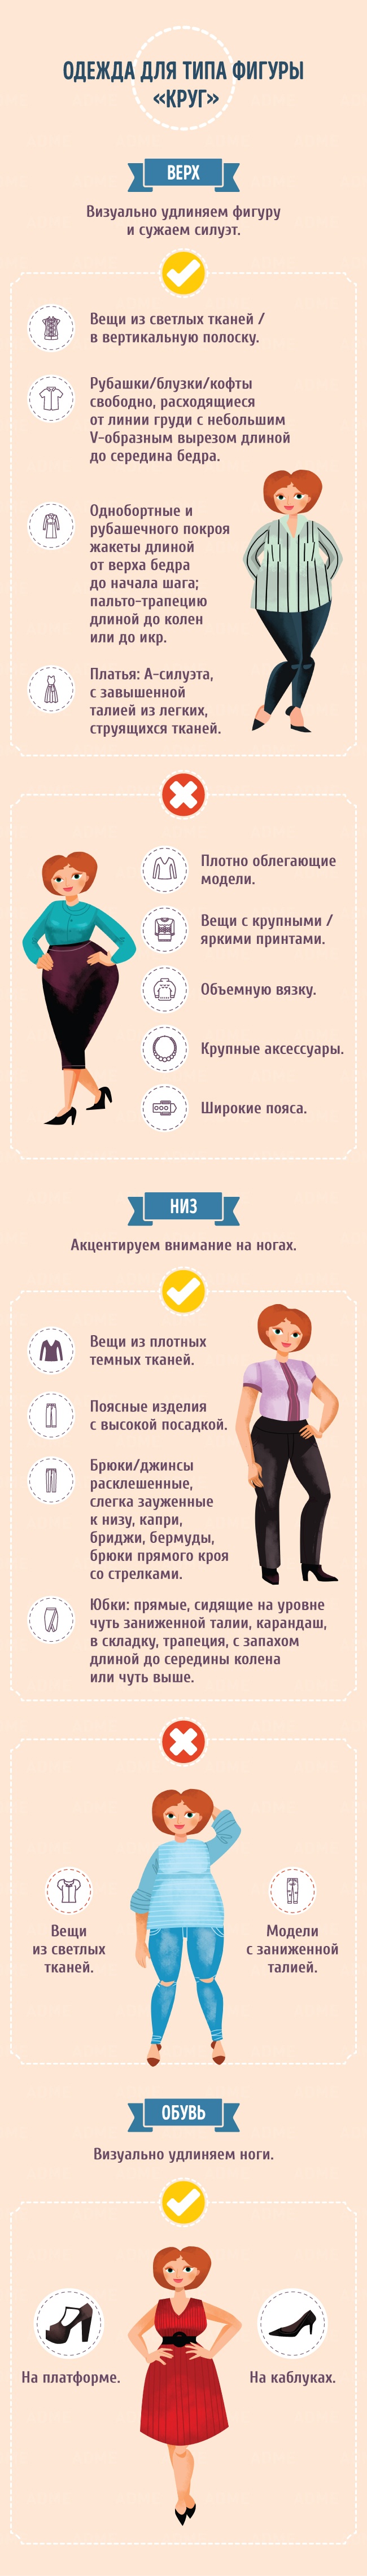 ОДЕЖДА ДЛЯ ТИПА ФИГУРЫ
«КРУГ»
ВЕРХ
Визуально удлиняем фигуру
и сужаем силуэт.
Вещи из светлых тканей /
в вертикальную полоску.
Рубашки/блузки/кофты
свободно, расходящиеся
от линии груди с небольшим
V-образным вырезом длиной
до середина бедра.
Однобортные и
рубашечного покроя
жакеты длиной
от верха бедра
до начала шага;
пальто-трапецию
длиной до колен
или до икр.
Платья: А-силуэта,
с завышенной
талией из легких,
струящихся тканей.
Плотно облегающие
модели.
Вещи с крупными /
яркими принтами.
Объемную вязку.
Крупные аксессуары.
Широкие пояса.
НИЗ
Акцентируем внимание на ногах.
Вещи из плотных
темных тканей.
Поясные изделия
с высокой посадкой.
Брюки/джинсы
расклешенные,
слегка зауженные
к низу, капри,
бриджи, бермуды,
брюки прямого кроя
со стрелками.
Юбки: прямые, сидящие на уровне
чуть заниженной талии, карандаш,
в складку, трапеция, с запахом
длиной до середины колена
или чуть выше.
Вещи
из светлых
тканей.
Модели
с заниженной
талией.
ОБУВЬ
Визуально удлиняем ноги.
На платформе.
На каблуках.